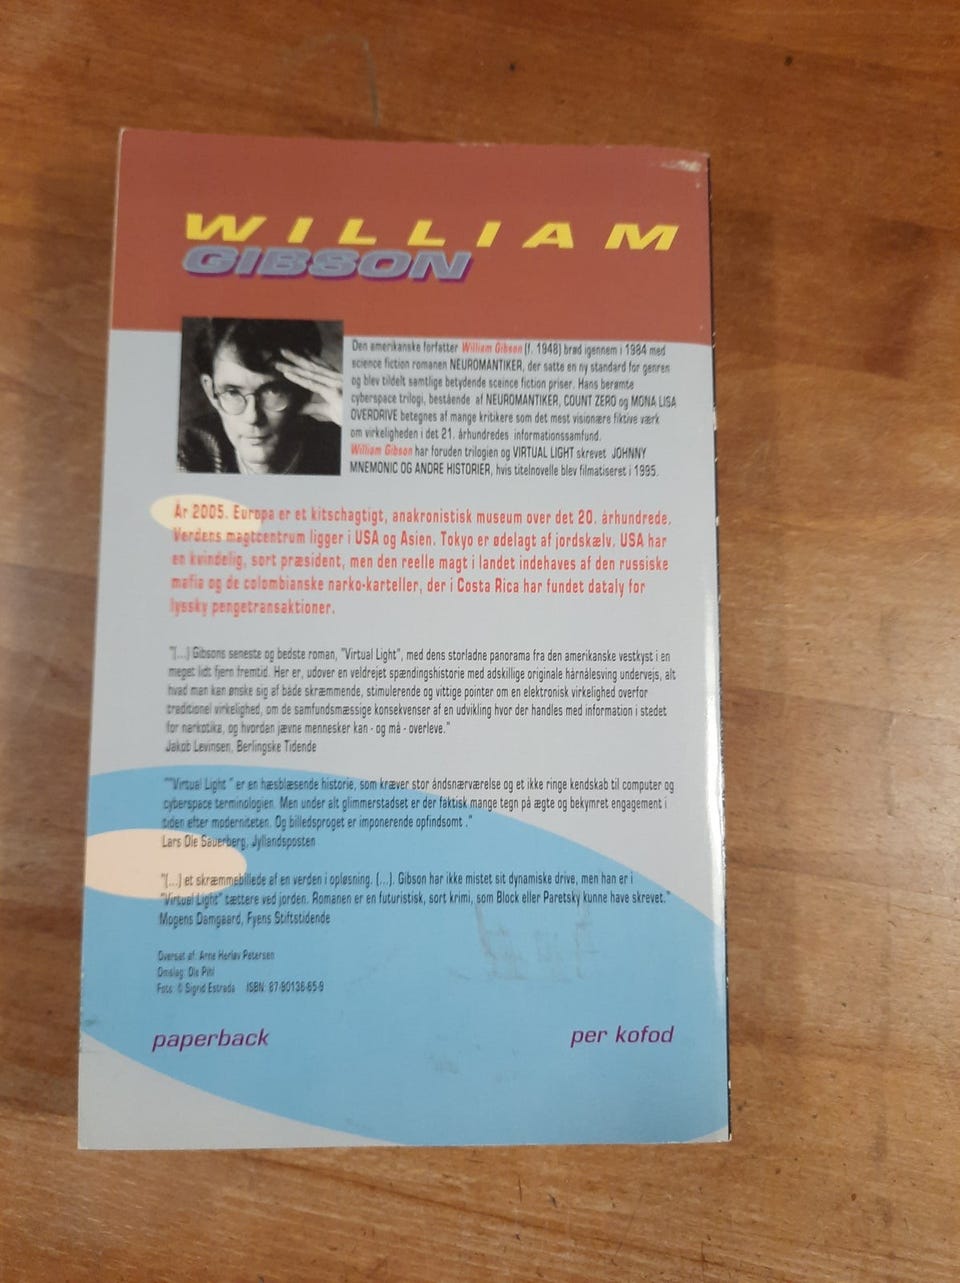 WILLIAM
GIBSON
Den amerikanske forfatter William Gibson (f. 1948) brød igennem i 1984 med
science fiction romanen NEUROMANTIKER, der satte en ny standard for genren
og blev tildelt samtlige betydende sceince fiction priser. Hans berømte
cyberspace trilogi, bestående af NEUROMANTIKER, COUNT ZERO og MONA LISA
OVERDRIVE betegnes af mange kritikere som det mest visionære fiktive værk
om virkeligheden i det 21. århundredes informationssamfund.
William Gibson har foruden trilogien og VIRTUAL LIGHT skrevet JOHNNY
MNEMONIC OG ANDRE HISTORIER, hvis titelnovelle blev filmatiseret i 1995.
År 2005. Europa er et kitschagtigt, anakronistisk museum over det 20. århundrede.
Verdens magtcentrum ligger i USA og Asien. Tokyo er ødelagt af jordskælv. USA har
en kvindelig, sort præsident, men den reelle magt i landet indehaves af den russiske
mafia og de colombianske narko-karteller, der i Costa Rica har fundet dataly for
lyssky pengetransaktioner.
"(...) Gibsons seneste og bedste roman, "Virtual Light", med dens storladne panorama fra den amerikanske vestkyst i en
meget lidt fjern fremtid. Her er, udover en veldrejet spændingshistorie med adskillige originale hårnålesving undervejs, alt
hvad man kan ønske sig af både skræmmende, stimulerende og vittige pointer om en elektronisk virkelighed overfor
traditionel virkelighed, om de samfundsmæssige konsekvenser af en udvikling hvor der handles med information i stedet
for narkotika, og hvordan jævne mennesker kan - og må - overleve."
Jakob Levinsen, Berlingske Tidende
""Virtual Light " er en hæsblæsende historie, som kræver stor åndsnærværelse og et ikke ringe kendskab til computer og
cyberspace terminologien. Men under alt glimmerstadset er der faktisk mange tegn på ægte og bekymret engagement i
tiden efter moderniteten. Og billedsproget er imponerende opfindsomt ."
Lars Ole Sauerberg, Jyllandsposten
"(...) et skræmmebillede af en verden i opløsning. (...). Gibson har ikke mistet sit dynamiske drive, men han er i
"Virtual Light" tættere ved jorden. Romanen er en futuristisk, sort krimi, som Block eller Paretsky kunne have skrevet."
Mogens Damgaard, Fyens Stiftstidende
Oversat af: Arne Herløv Petersen
Omslag: Ole Pihl
Foto: © Sigrid Estrada ISBN: 87-90136-65-9
paperback
per kofod